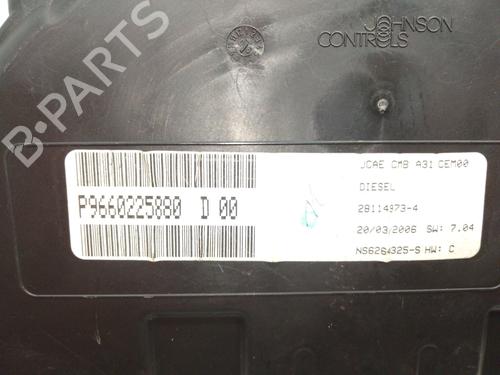 JOHNSON
CONTROLS
B-PARTS
JCAE CMB A31 CEM00
DIESEL
28114973-4
20/03/2006 SW: 7.04
NS6264325-S HW: C
P9660225880 D 00